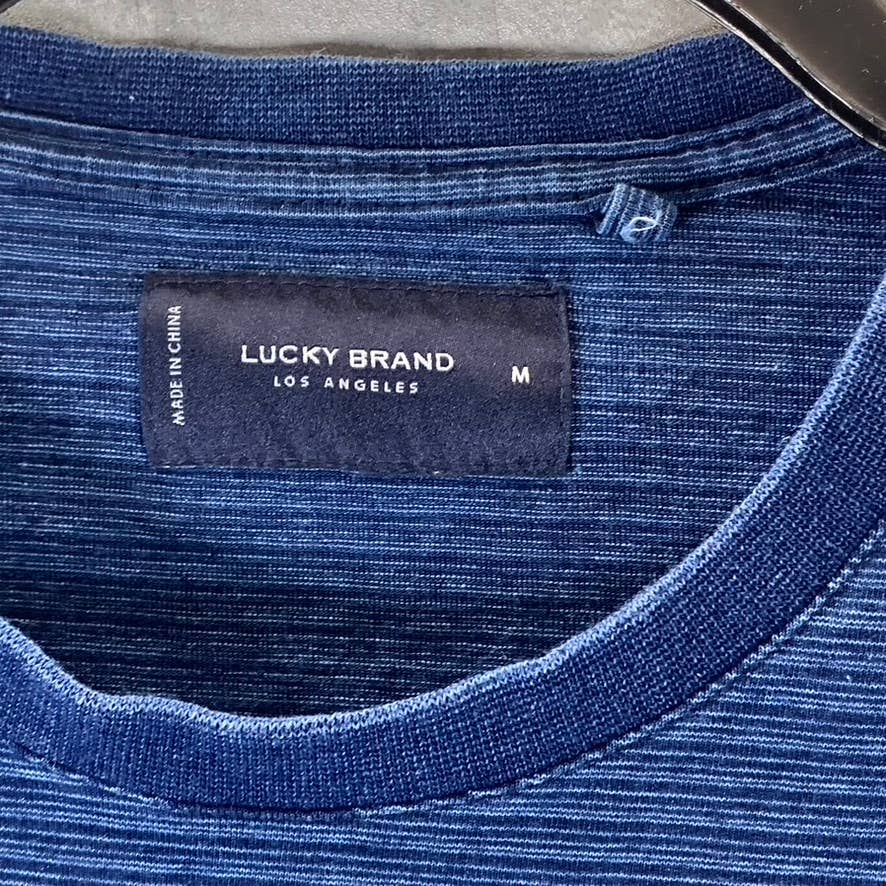 MADE IN CHINA
LUCKY BRAND
LOS ANGELES
M